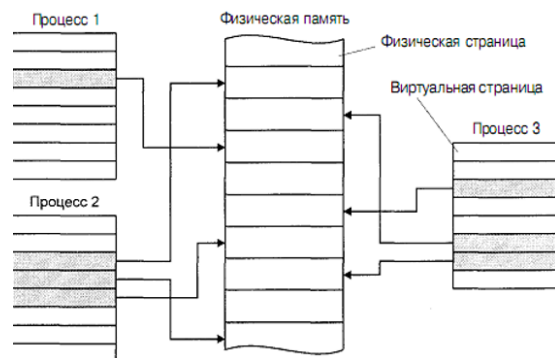 Процесс 1
Физическая память
Физическая страница
Виртуальная страница
Процесс 3
Процесс 2